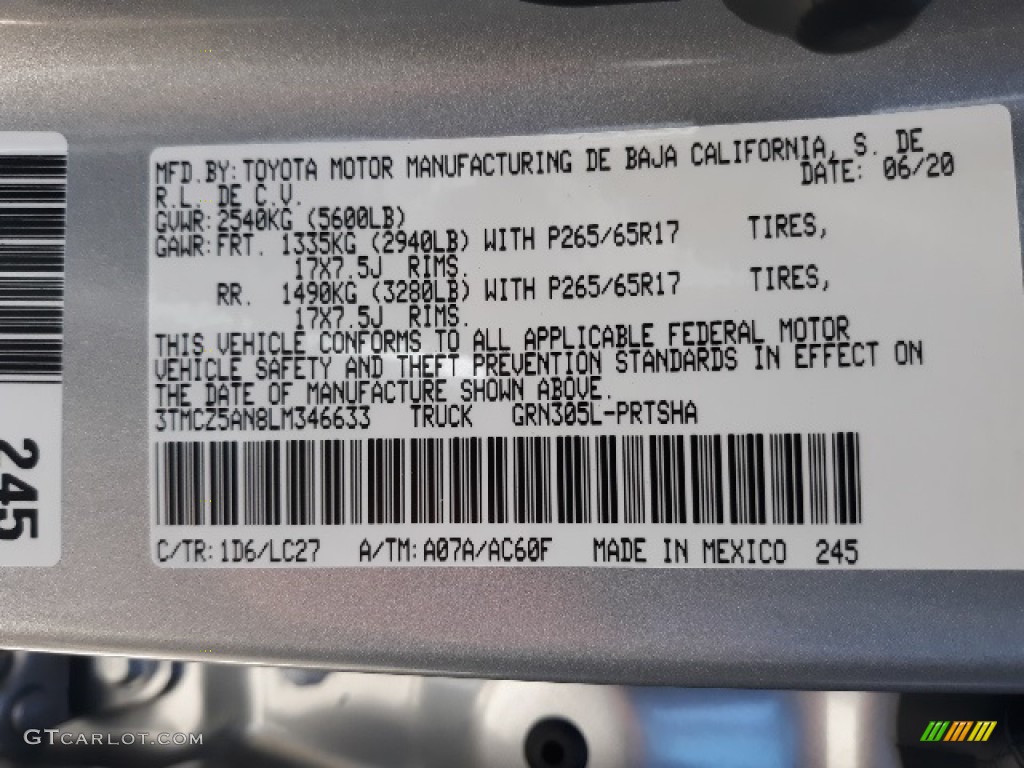 MFD.BY: TOYOTA MOTOR MANUFACTURING DE BAJA CALIFORNIA, S. DE
R.L. DE C.V. DATE: 06/20
GVWR: 2540KG (5600LB)
GAWR: FRT. 1335KG (2940LB) WITH P265/65R17 TIRES,
17X7.5J RIMS.
RR. 1490KG (3280LB) WITH P265/65R17 TIRES,
17X7.5J RIMS.
THIS VEHICLE CONFORMS TO ALL APPLICABLE FEDERAL MOTOR
VEHICLE SAFETY AND THEFT PREVENTION STANDARDS IN EFFECT ON
THE DATE OF MANUFACTURE SHOWN ABOVE.
3TMCZ5AN8LM346633 TRUCK GRN305L-PRTSHA
C/TR: 1D6/LC27 A/TM: A07A/AC60F MADE IN MEXICO 245
245
GTCARLOT.COM